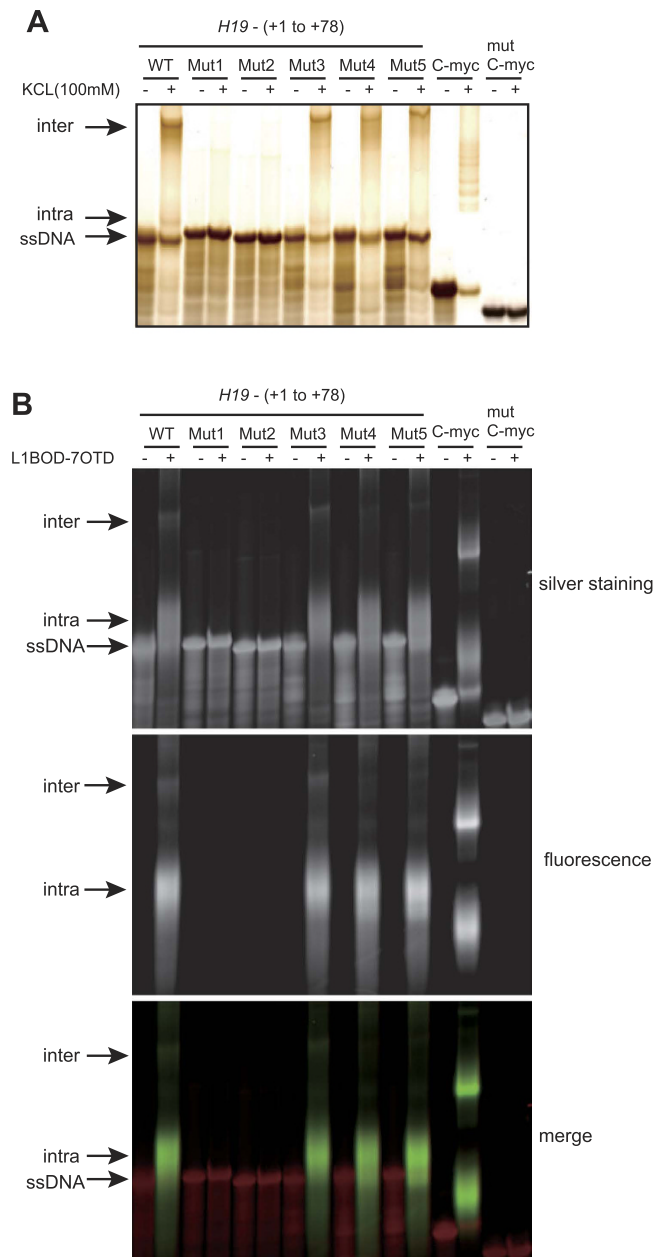 A
H19 - (+1 to +78)
WT Mut1 Mut2 Mut3 Mut4 Mut5 C-myc mut C-myc
KCL(100mM) - + - + - + - + - + - + - + - +
inter
intra
ssDNA
B
H19 - (+1 to +78)
WT Mut1 Mut2 Mut3 Mut4 Mut5 C-myc mut C-myc
L1BOD-7OTD - + - + - + - + - + - + - + - +
inter
silver staining
intra
ssDNA
inter
fluorescence
intra
inter
merge
intra
ssDNA